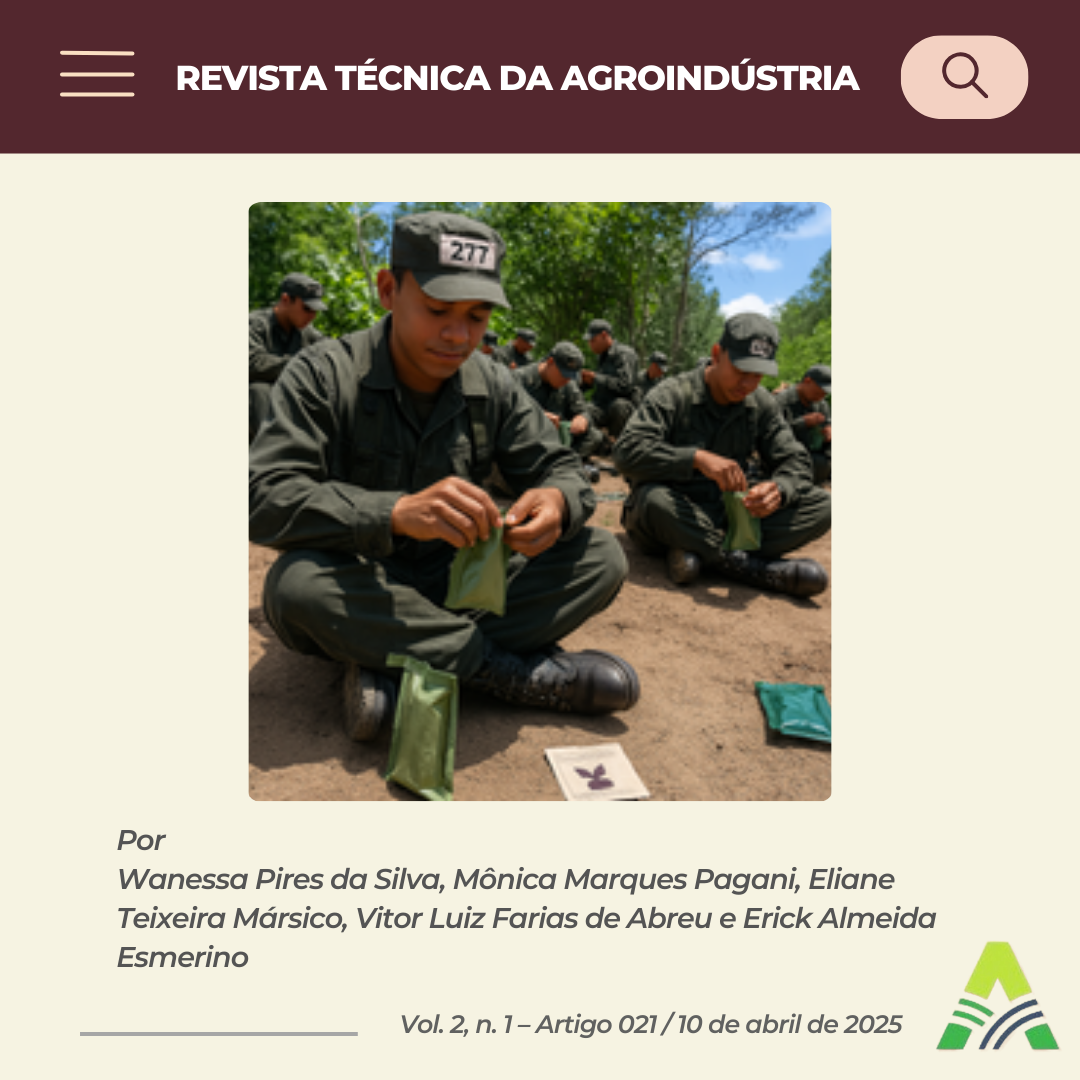 REVISTA TÉCNICA DA AGROINDÚSTRIA
277
Por
Wanessa Pires da Silva, Mônica Marques Pagani, Eliane
Teixeira Mársico, Vitor Luiz Farias de Abreu e Erick Almeida
Esmerino
Vol. 2, n. 1 – Artigo 021 / 10 de abril de 2025